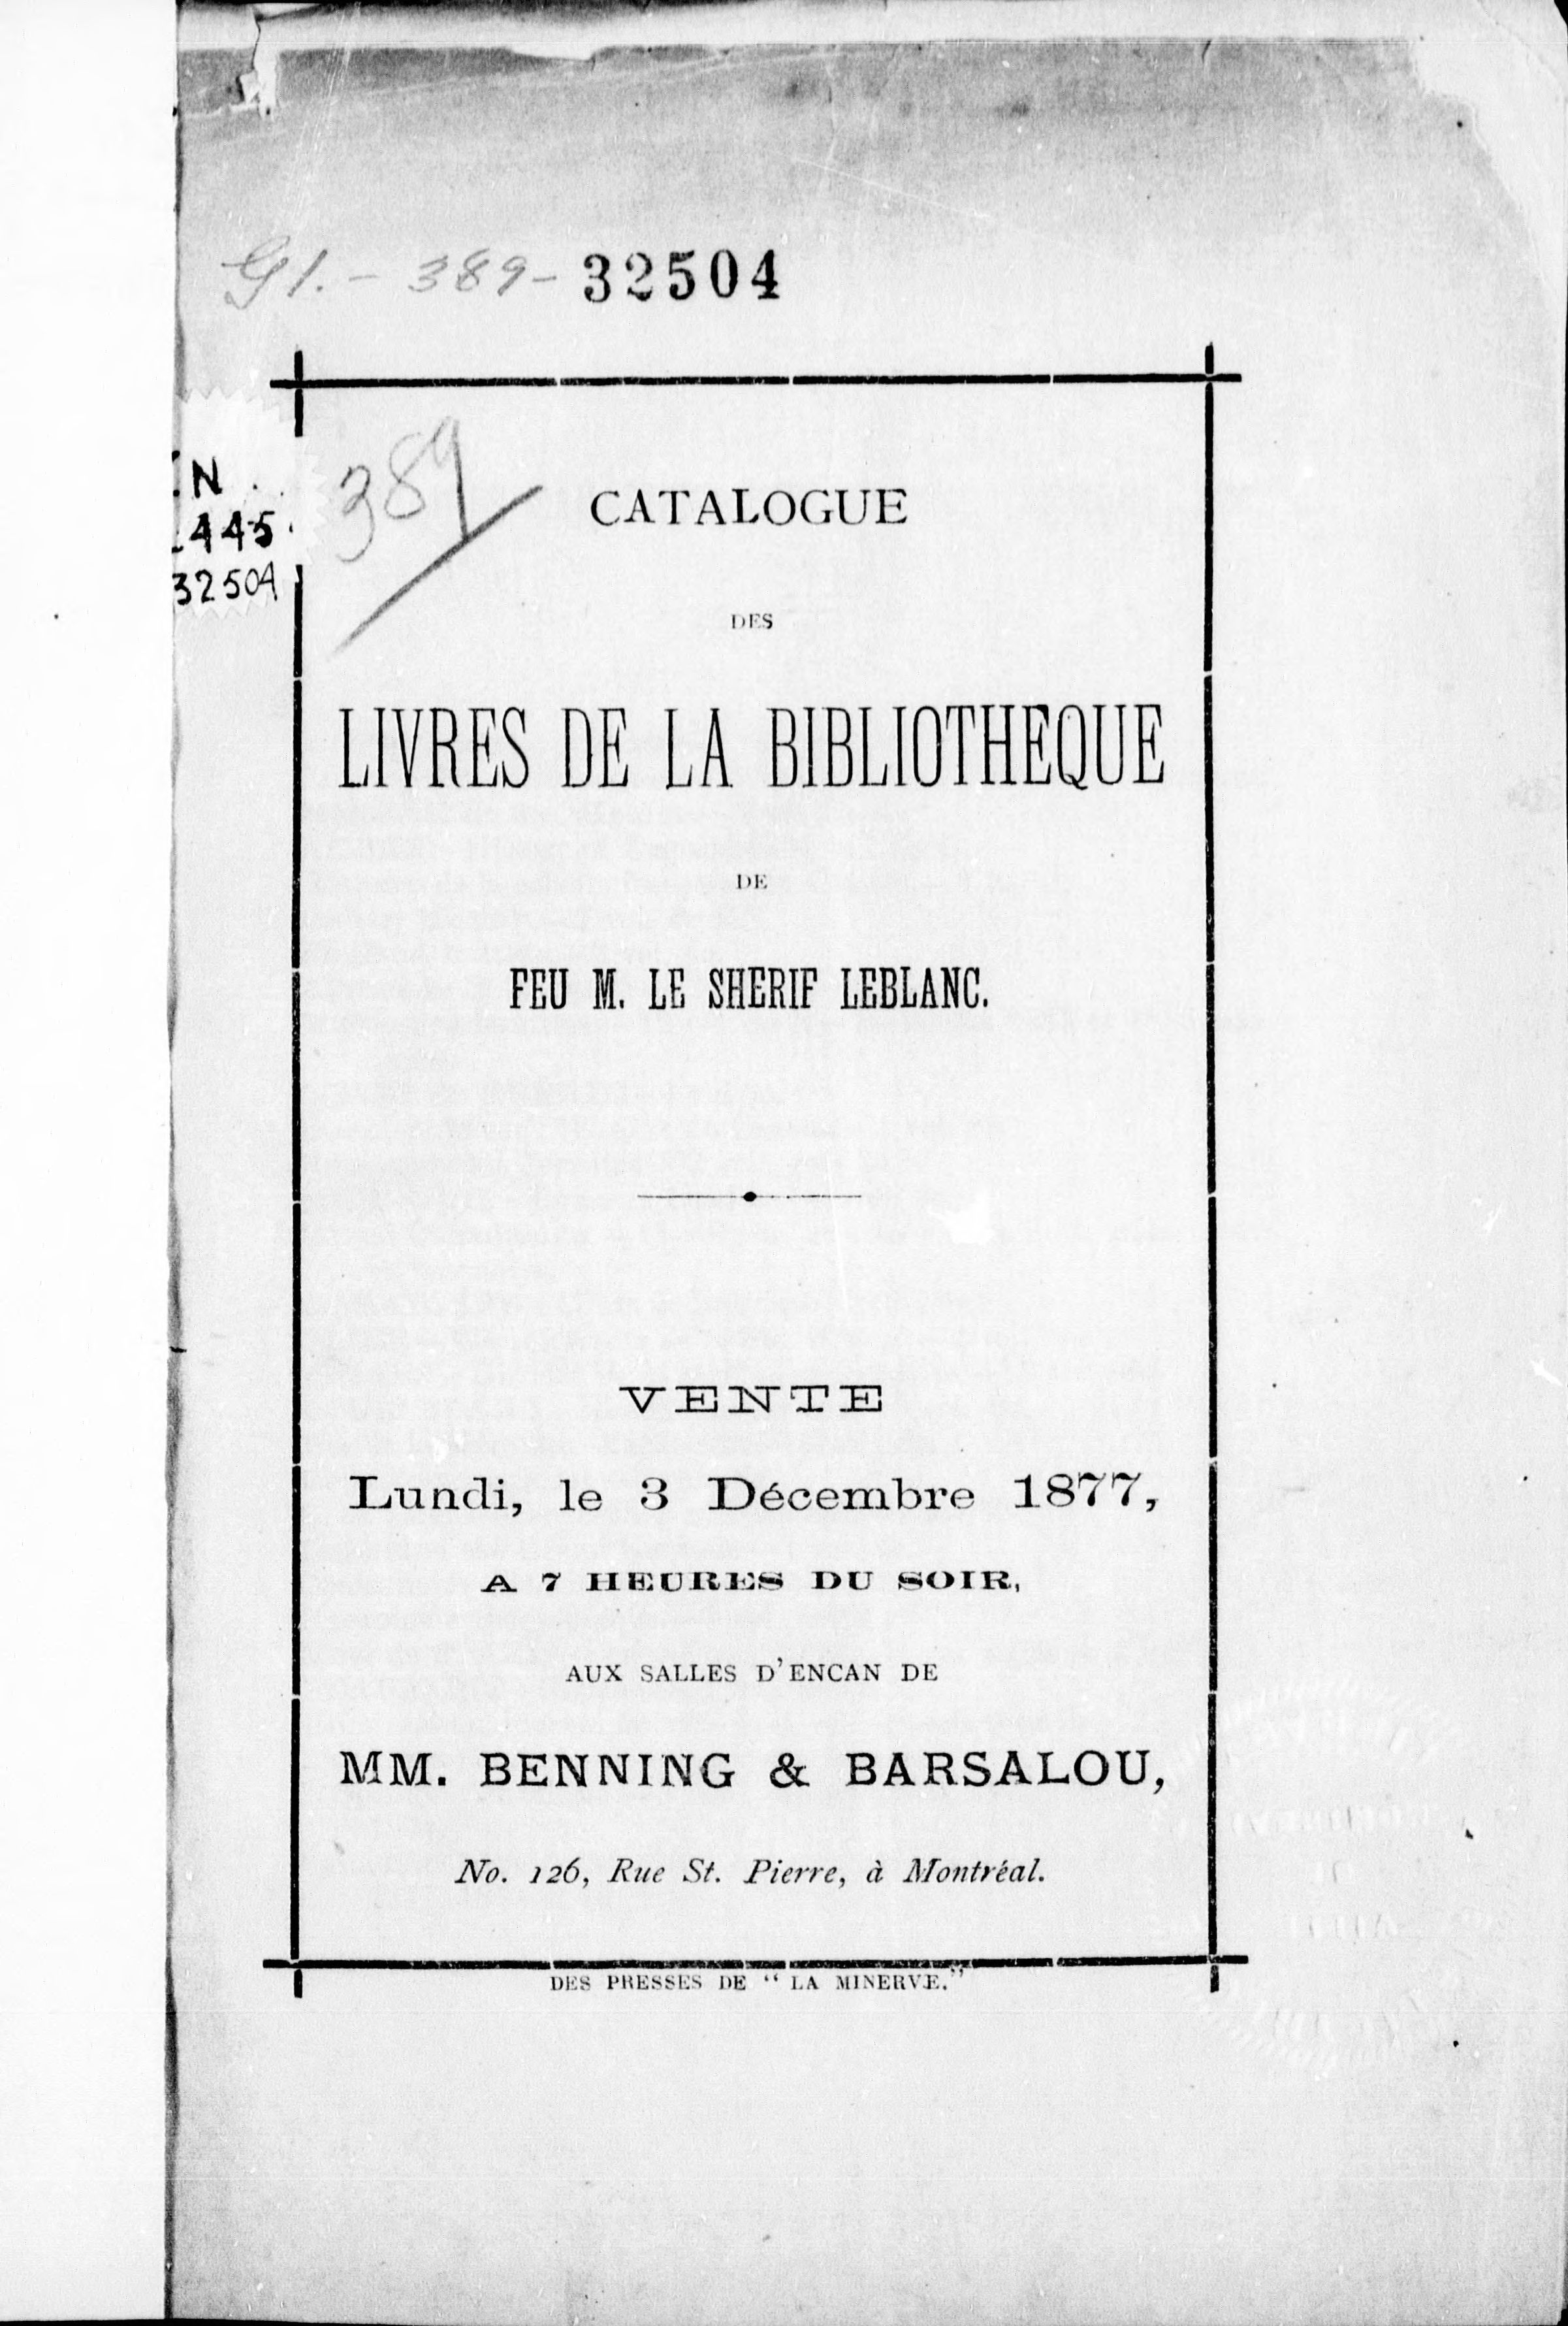 Gl. - 389 - 32504
389
N
445
32504
CATALOGUE
DES
LIVRES DE LA BIBLIOTHEQUE
DE
FEU M. LE SHERIF LEBLANC.
VENTE
Lundi, le 3 Décembre 1877,
A 7 HEURES DU SOIR,
AUX SALLES D'ENCAN DE
MM. BENNING & BARSALOU,
No. 126, Rue St. Pierre, à Montréal.
DES PRESSES DE " LA MINERVE."